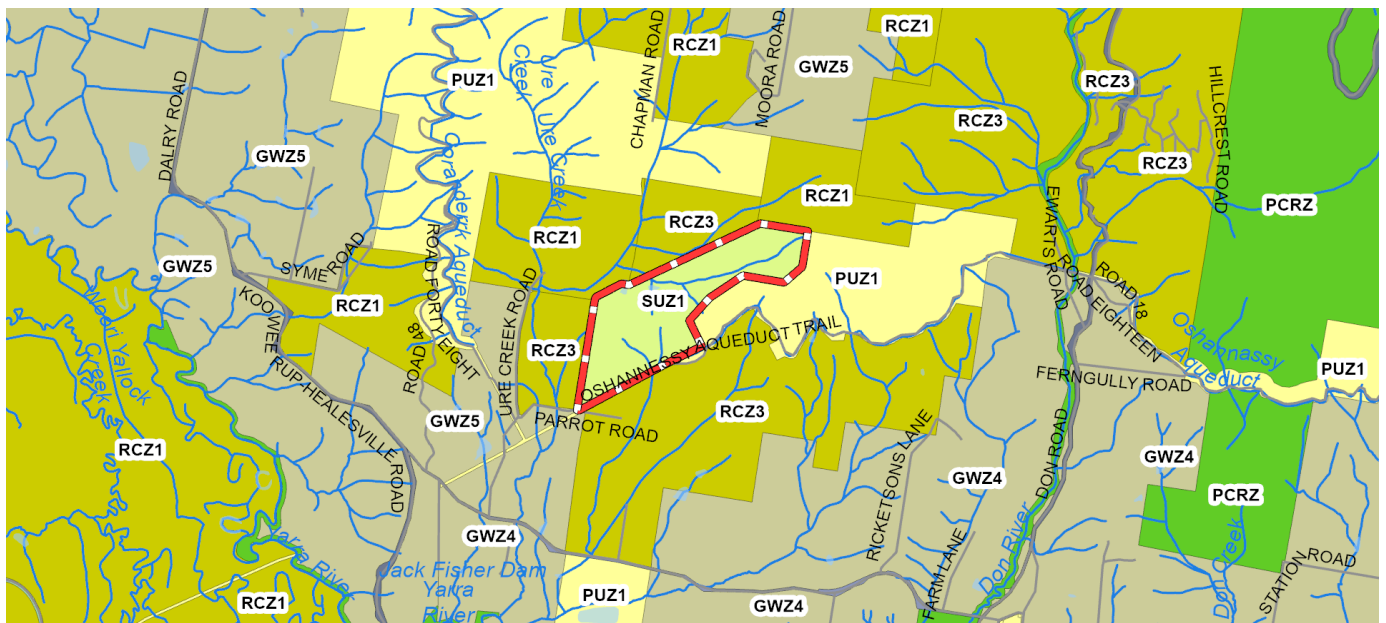 RCZ1
RCZ1
GWZ5
RCZ3
PUZ1
HILLCREST ROAD
CHAPMAN ROAD
MOORA ROAD
DALRY ROAD
Ure
Creek
Ure Creek
RCZ3
GWZ5
RCZ3
PCRZ
Coranderrk Aqueduct
RCZ1
RCZ3
RCZ1
EWARTS ROAD
GWZ5
SYME ROAD
ROAD FORTY EIGHT
PUZ1
ROAD 18
ROAD EIGHTEEN
SUZ1
RCZ1
KOO WEE RUP-HEALESVILLE ROAD
Woori Yallock
Creek
URE CREEK ROAD
RCZ3
OSHANNESSY AQUEDUCT TRAIL
Oshannassy
Aqueduct
ROAD 48
FERNGULLY ROAD
PUZ1
RCZ3
GWZ5
PARROT ROAD
RCZ1
RICKETSONS LANE
GWZ4
DON ROAD
GWZ4
PCRZ
GWZ4
Yarra River
Jack Fisher Dam
Yarra
River
FARM LANE
Don River
Don Creek
STATION ROAD
RCZ1
PUZ1
GWZ4